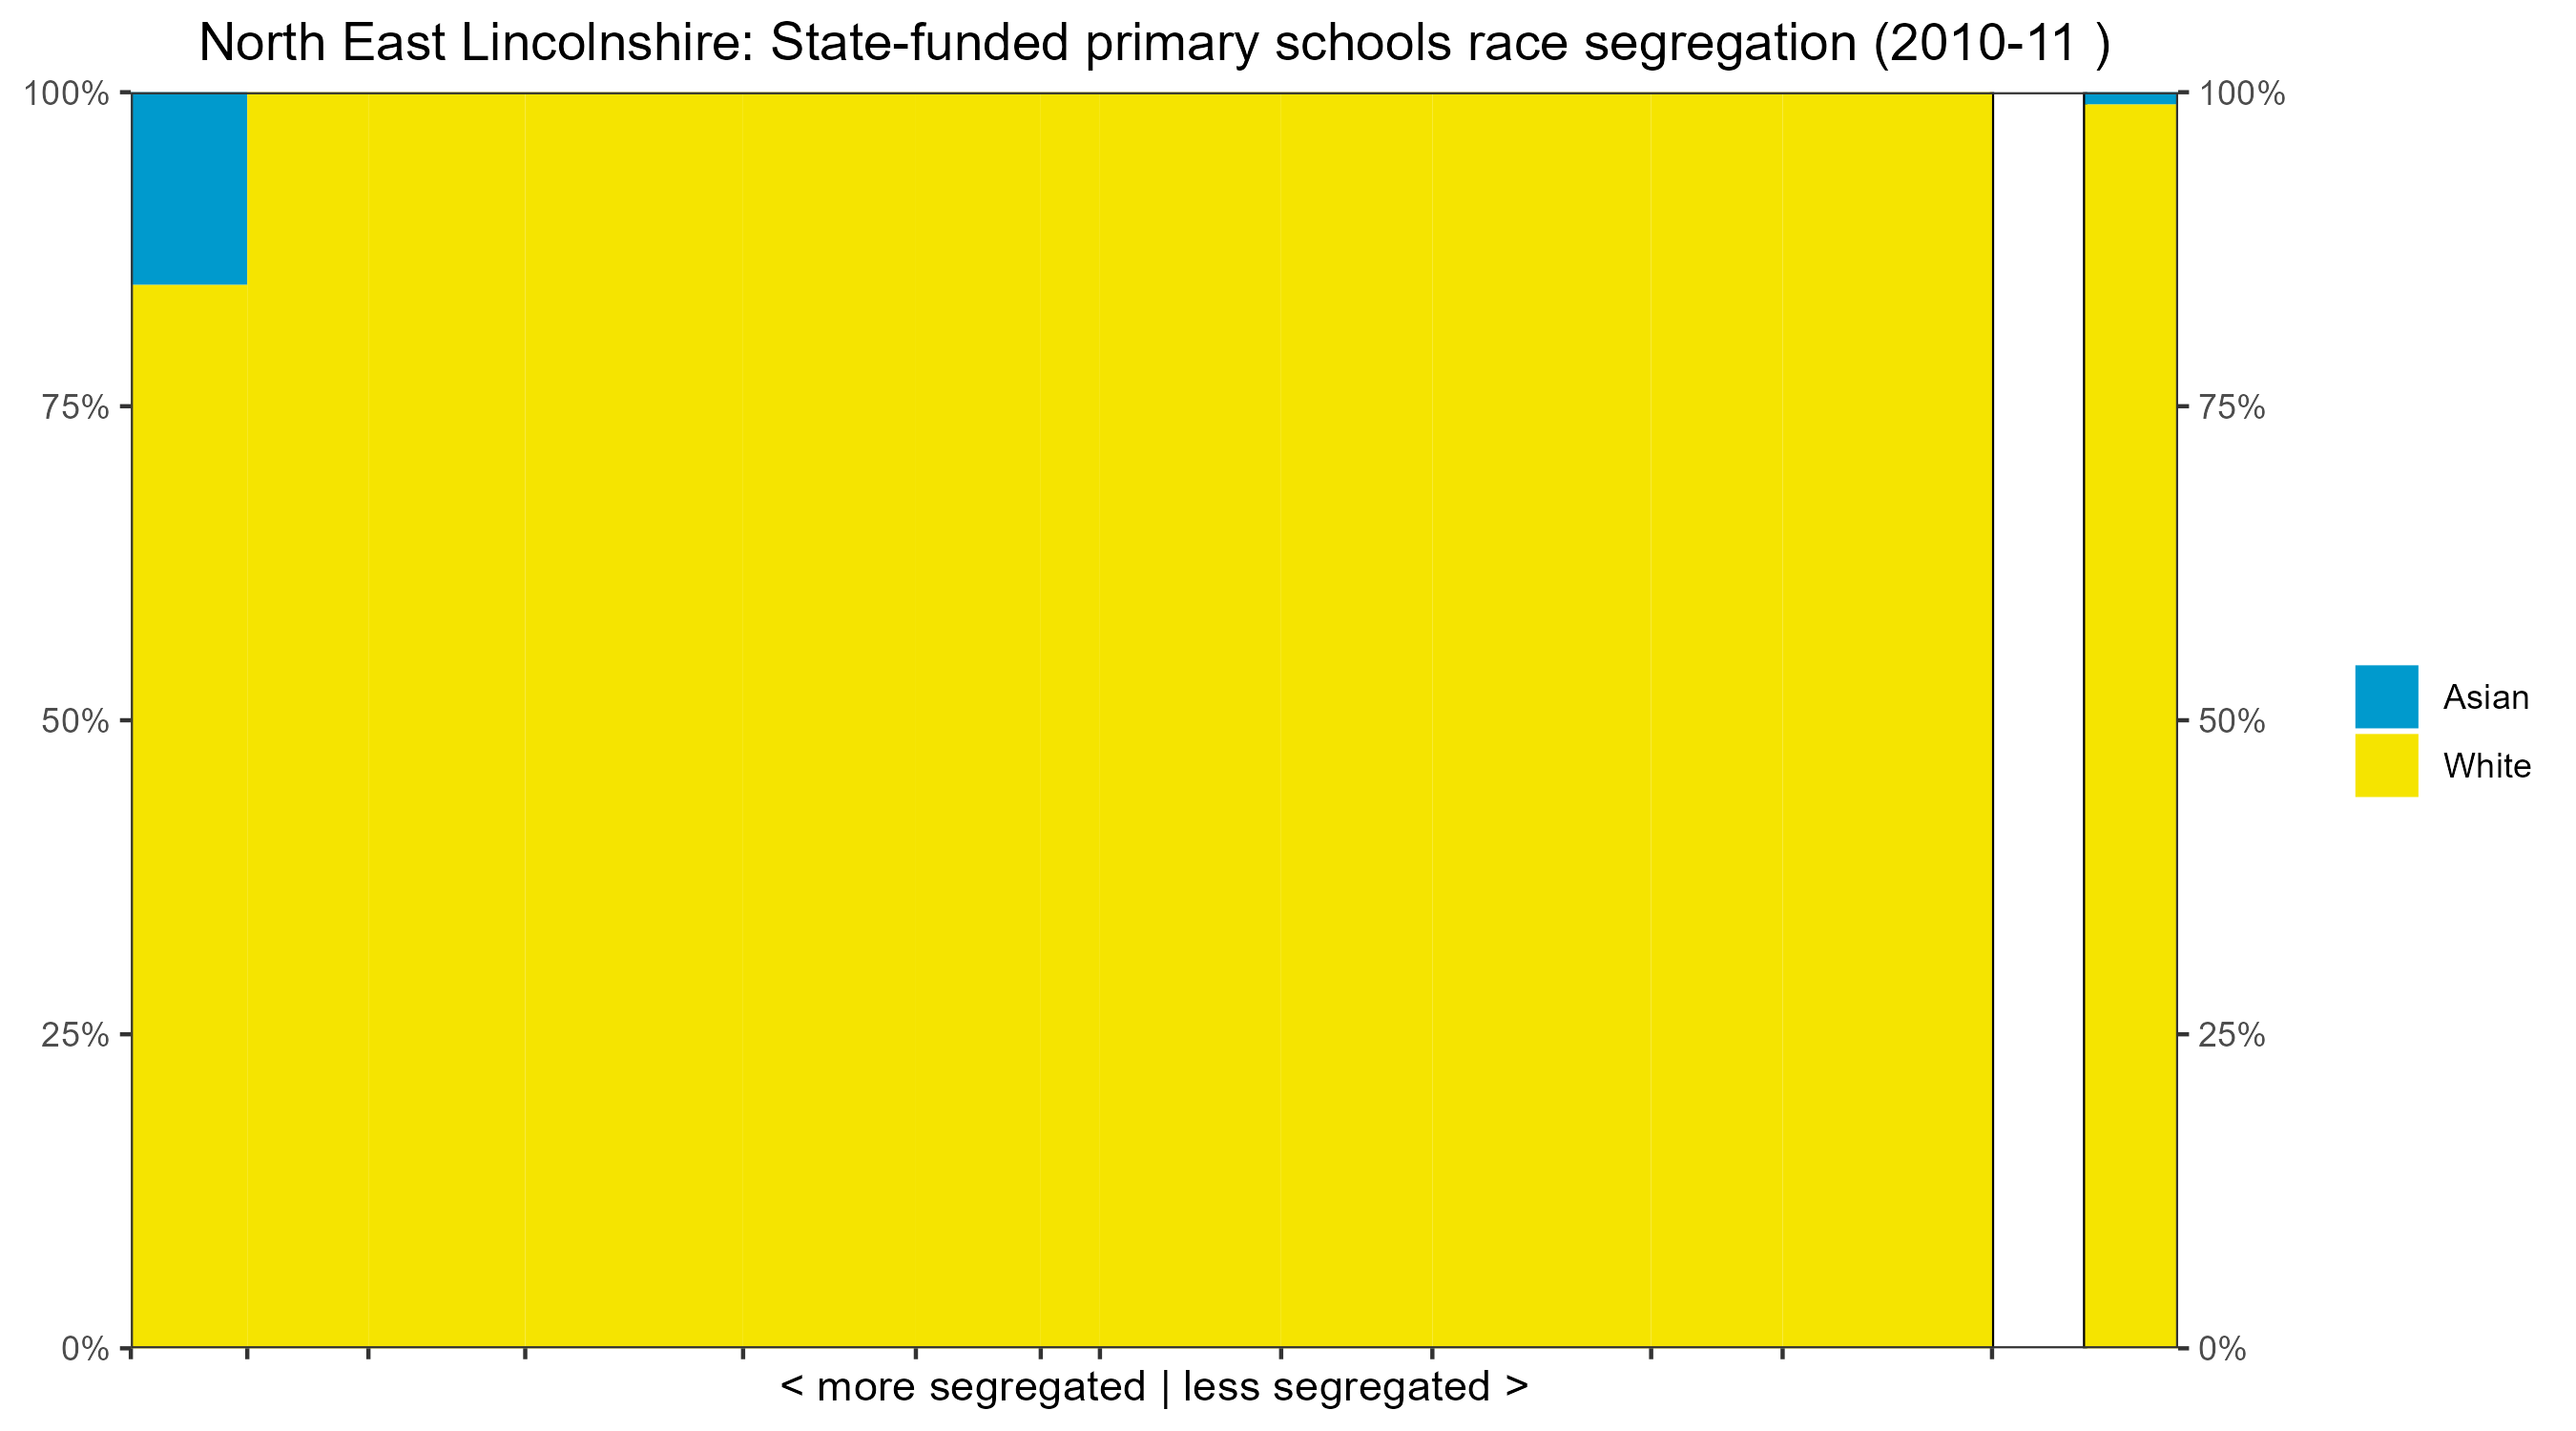 North East Lincolnshire: State-funded primary schools race segregation (2010-11 )
100%
75%
50%
25%
0%
100%
75%
50%
25%
0%
Asian
White
< more segregated | less segregated >